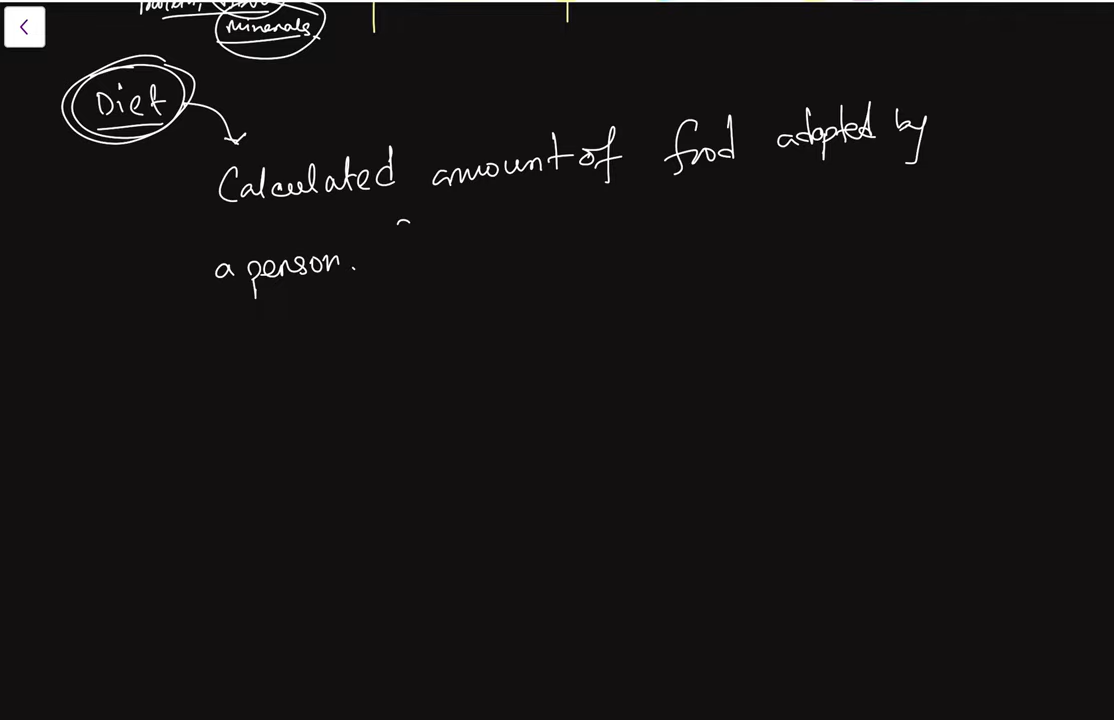 Minerals
Diet
Calculated amount of food adopted by
a person.